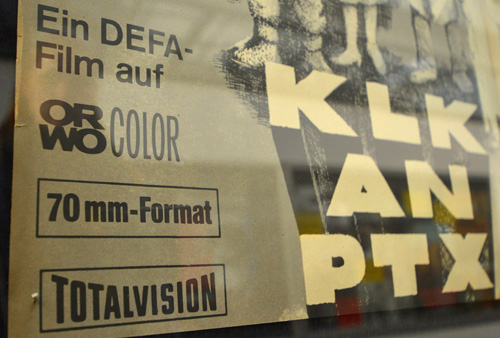 Ein DEFA-
Film auf
ORWO COLOR
70 mm-Format
TOTALVISION
KLK
AN
PTX